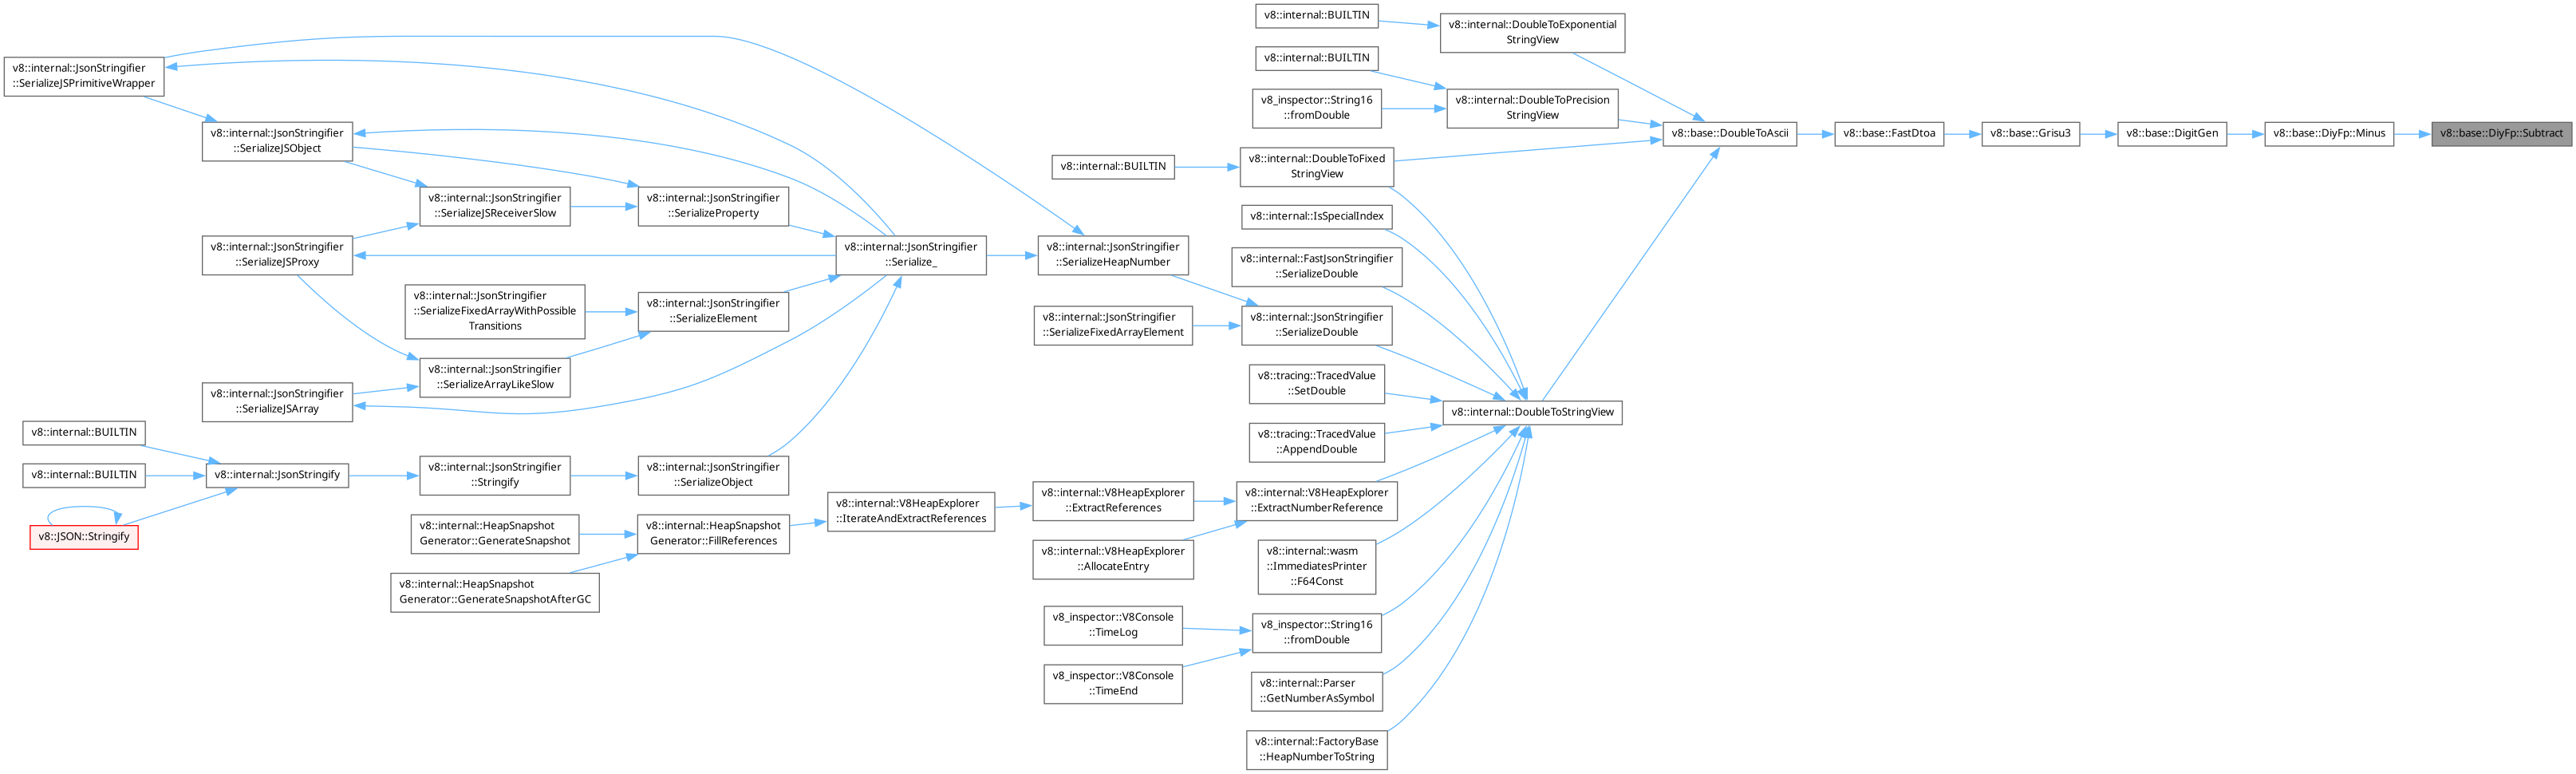 v8::internal::BUILTIN
v8::internal::DoubleToExponential
StringView
v8::internal::JsonStringifier
::SerializeJSPrimitiveWrapper
v8::internal::BUILTIN
v8_inspector::String16
::fromDouble
v8::internal::DoubleToPrecision
StringView
v8::internal::JsonStringifier
::SerializeJSObject
v8::base::DoubleToAscii
v8::base::FastDtoa
v8::base::Grisu3
v8::base::DigitGen
v8::base::DiyFp::Minus
v8::base::DiyFp::Subtract
v8::internal::BUILTIN
v8::internal::DoubleToFixed
StringView
v8::internal::JsonStringifier
::SerializeJSReceiverSlow
v8::internal::JsonStringifier
::SerializeProperty
v8::internal::IsSpecialIndex
v8::internal::JsonStringifier
::SerializeJSProxy
v8::internal::JsonStringifier
::Serialize_
v8::internal::JsonStringifier
::SerializeHeapNumber
v8::internal::FastJsonStringifier
::SerializeDouble
v8::internal::JsonStringifier
::SerializeFixedArrayWithPossible
Transitions
v8::internal::JsonStringifier
::SerializeElement
v8::internal::JsonStringifier
::SerializeFixedArrayElement
v8::internal::JsonStringifier
::SerializeDouble
v8::internal::JsonStringifier
::SerializeArrayLikeSlow
v8::internal::JsonStringifier
::SerializeJSArray
v8::tracing::TracedValue
::SetDouble
v8::internal::DoubleToStringView
v8::internal::BUILTIN
v8::tracing::TracedValue
::AppendDouble
v8::internal::BUILTIN
v8::internal::JsonStringify
v8::internal::JsonStringifier
::Stringify
v8::internal::JsonStringifier
::SerializeObject
v8::JSON::Stringify
v8::internal::V8HeapExplorer
::IterateAndExtractReferences
v8::internal::V8HeapExplorer
::ExtractReferences
v8::internal::V8HeapExplorer
::ExtractNumberReference
v8::internal::HeapSnapshot
Generator::GenerateSnapshot
v8::internal::HeapSnapshot
Generator::FillReferences
v8::internal::V8HeapExplorer
::AllocateEntry
v8::internal::wasm
::ImmediatesPrinter
::F64Const
v8::internal::HeapSnapshot
Generator::GenerateSnapshotAfterGC
v8_inspector::V8Console
::TimeLog
v8_inspector::String16
::fromDouble
v8_inspector::V8Console
::TimeEnd
v8::internal::Parser
::GetNumberAsSymbol
v8::internal::FactoryBase
::HeapNumberToString